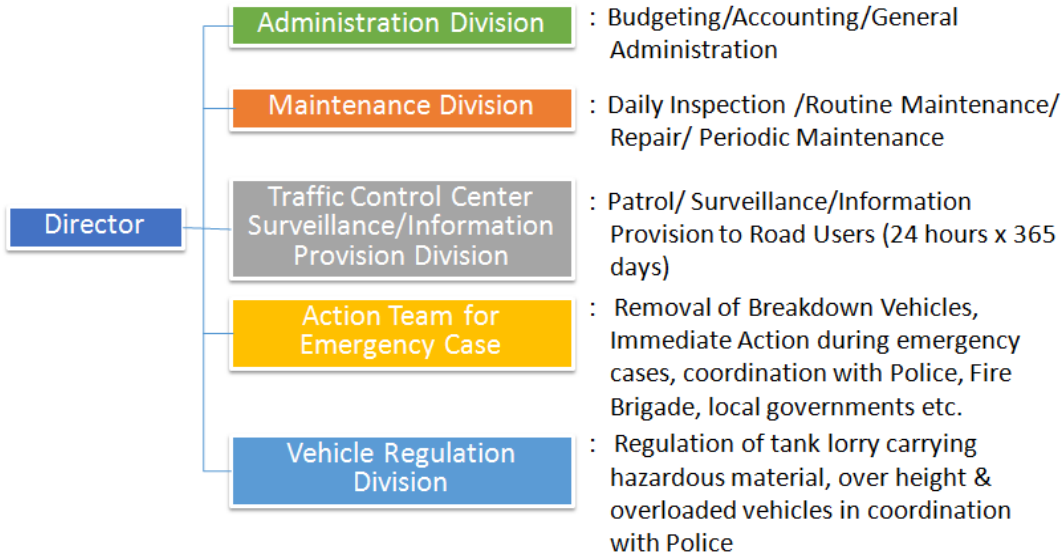 Director
Administration Division
: Budgeting/Accounting/General
Administration
Maintenance Division
: Daily Inspection /Routine Maintenance/
Repair/ Periodic Maintenance
Traffic Control Center
Surveillance/Information
Provision Division
: Patrol/ Surveillance/Information
Provision to Road Users (24 hours x 365
days)
Action Team for
Emergency Case
: Removal of Breakdown Vehicles,
Immediate Action during emergency
cases, coordination with Police, Fire
Brigade, local governments etc.
Vehicle Regulation
Division
: Regulation of tank lorry carrying
hazardous material, over height &
overloaded vehicles in coordination
with Police